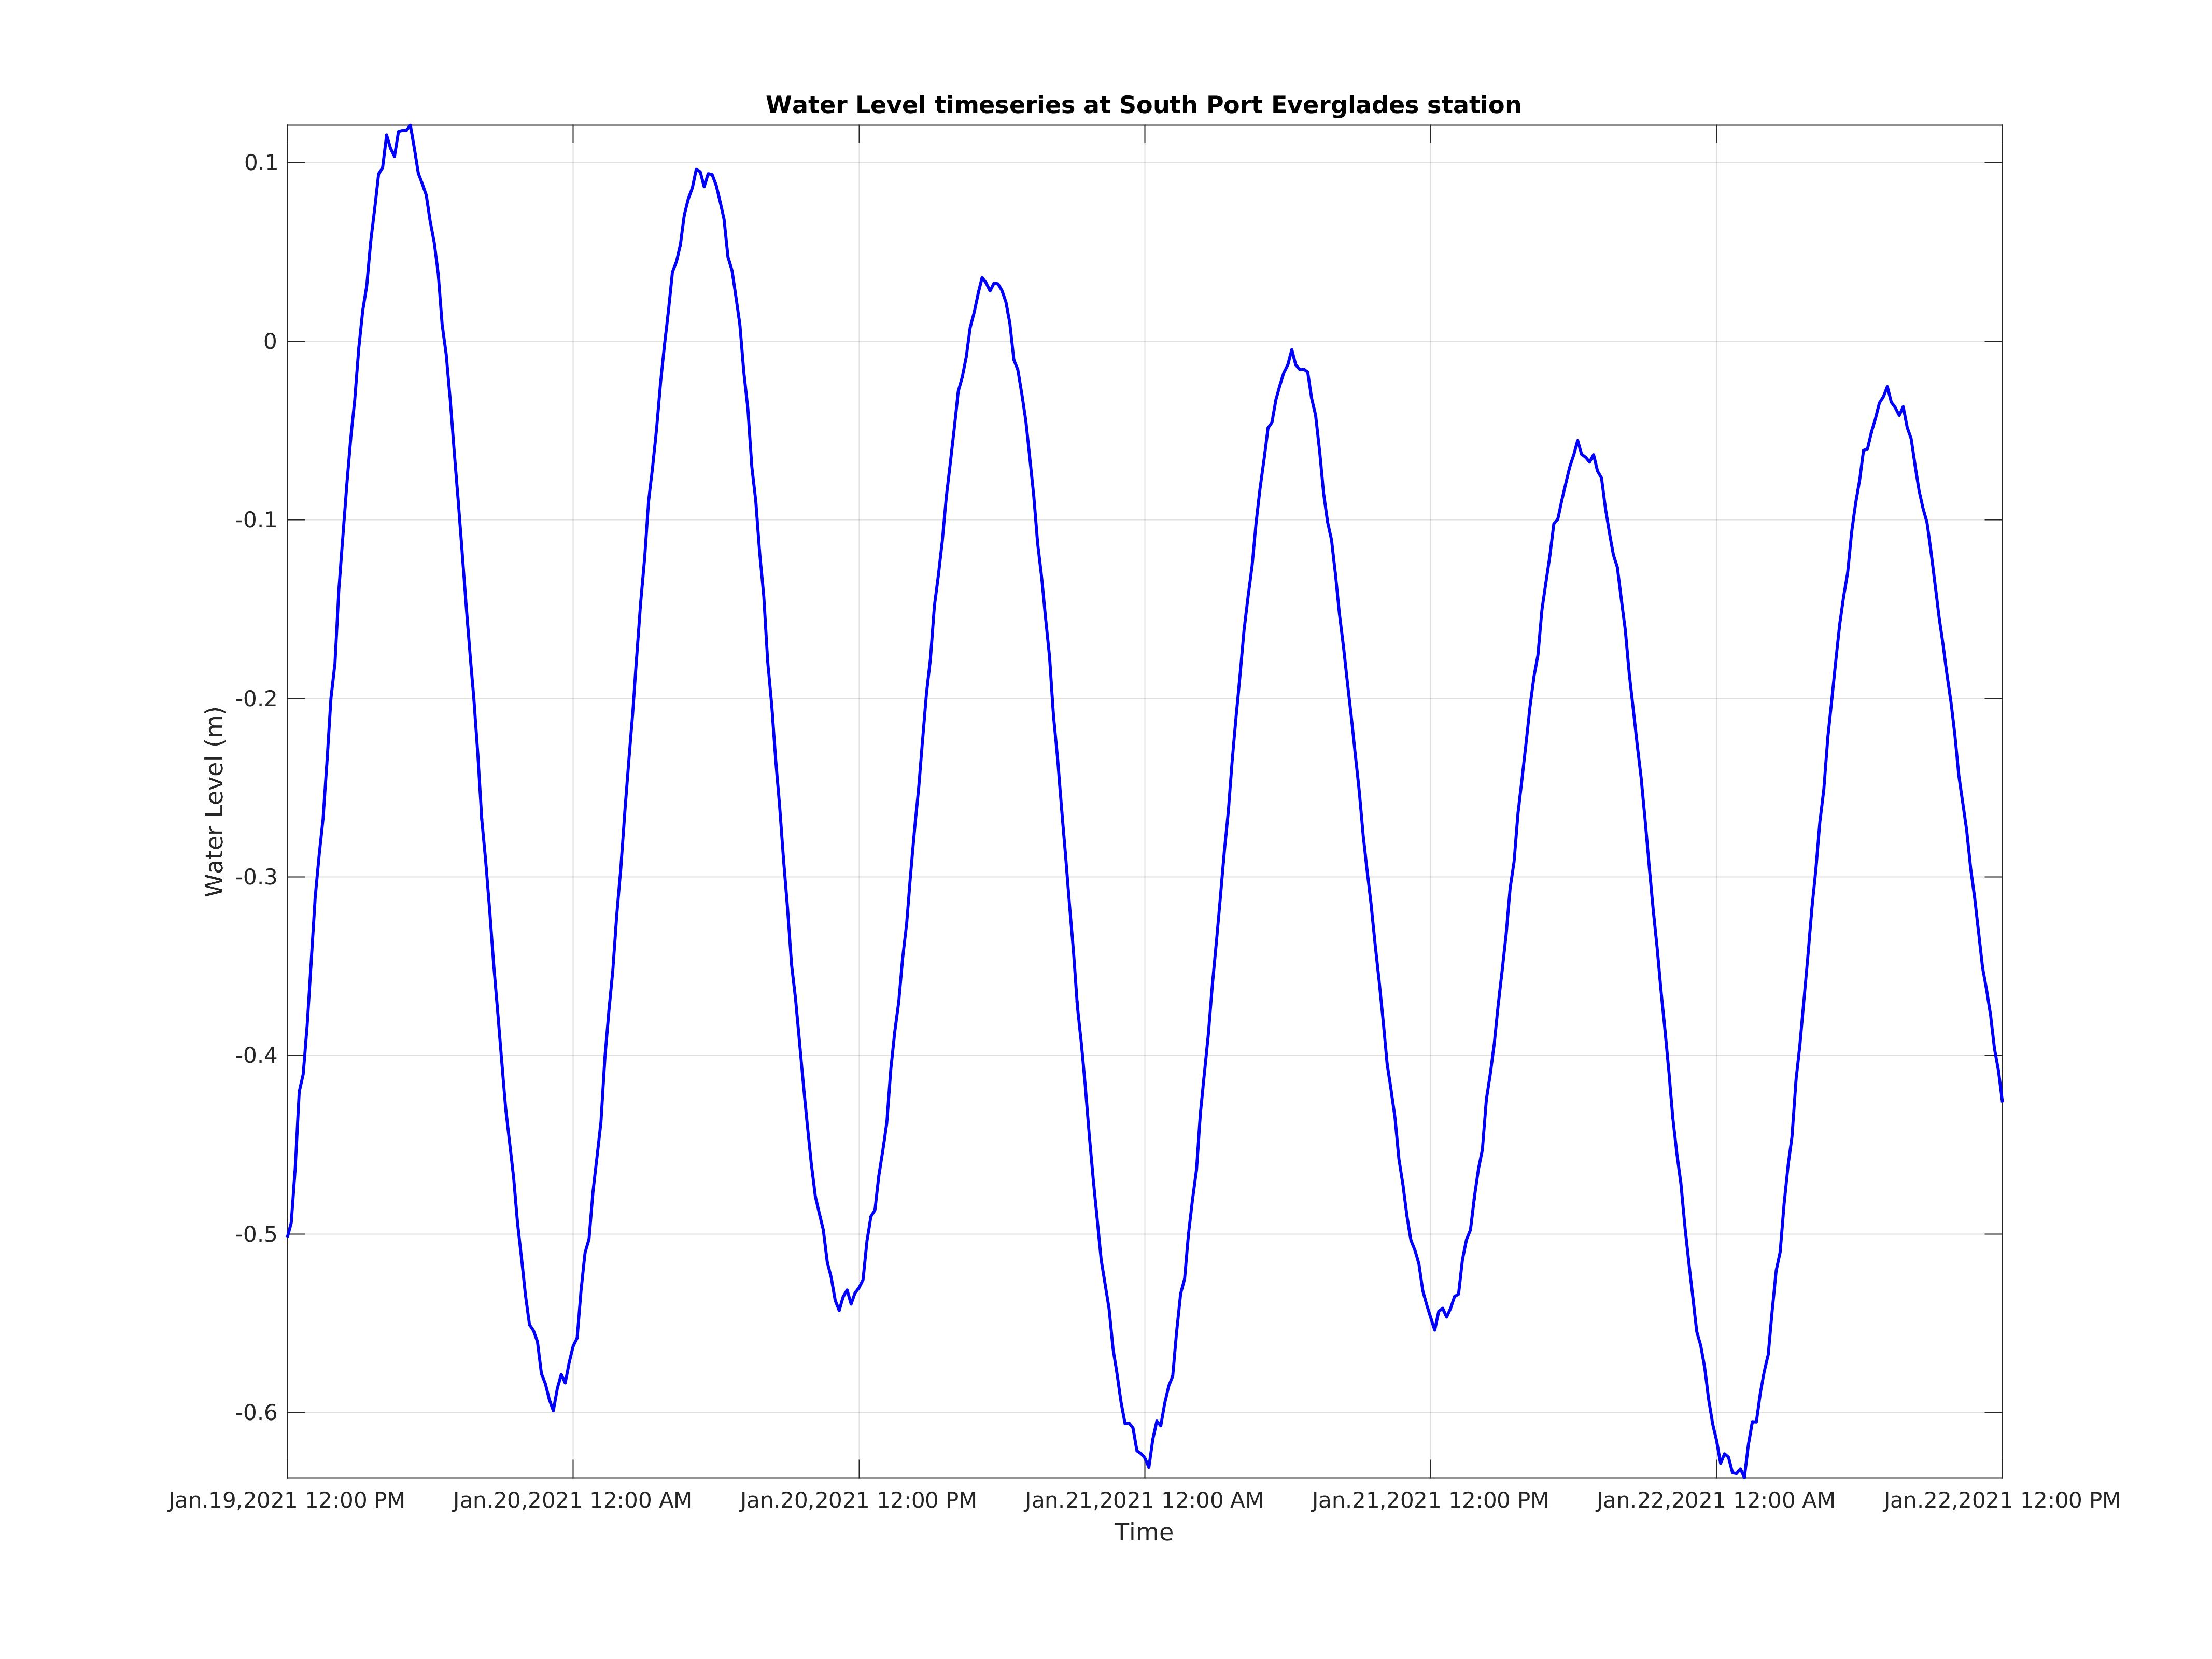 Water Level timeseries at South Port Everglades station
0.1
0
-0.1
-0.2
-0.3
-0.4
-0.5
-0.6
Water Level (m)
Jan.19,2021 12:00 PM
Jan.20,2021 12:00 AM
Jan.20,2021 12:00 PM
Jan.21,2021 12:00 AM
Jan.21,2021 12:00 PM
Jan.22,2021 12:00 AM
Jan.22,2021 12:00 PM
Time